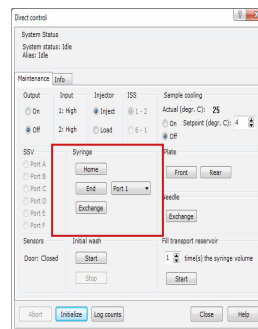 Direct control
System Status
System status: Idle
Alias: Idle
Maintenance Info
Output Input Injector ISS Sample cooling
On 1: High Inject 1 - 2 Actual (degr. C): 25
On Setpoint (degr. C): 4
Off 2: High Load 6 - 1 Off
SSV Syringe Plate
Port A Home Front Rear
Port B
Port C End Port 1
Port D Needle
Port E Exchange Exchange
Port F
Sensors Initial wash Fill transport reservoir
Door: Closed Start 1 time(s) the syringe volume
Stop Start
Abort Initialize Log counts Close Help